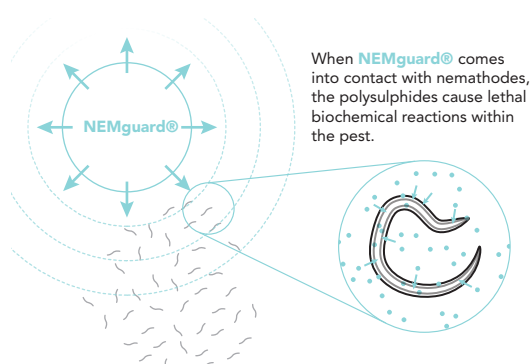 When NEMguard® comes
into contact with nemathodes,
the polysulphides cause lethal
biochemical reactions within
the pest.
NEMguard®